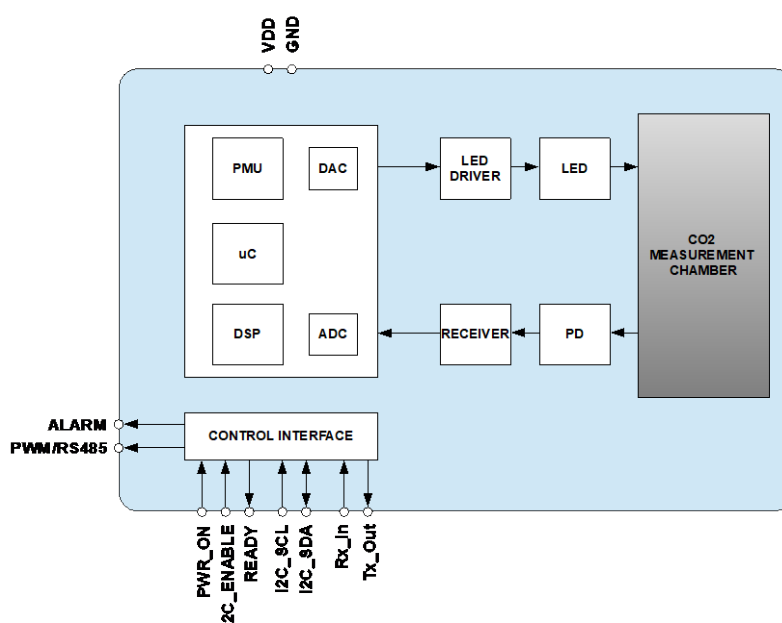 VDD
GND
PMU
DAC
LED
DRIVER
LED
uC
CO2
MEASUREMENT
CHAMBER
DSP
ADC
RECEIVER
PD
ALARM
PWM/RS485
CONTROL INTERFACE
PWR_ON
2C_ENABLE
READY
I2C_SCL
I2C_SDA
Rx_In
Tx_Out